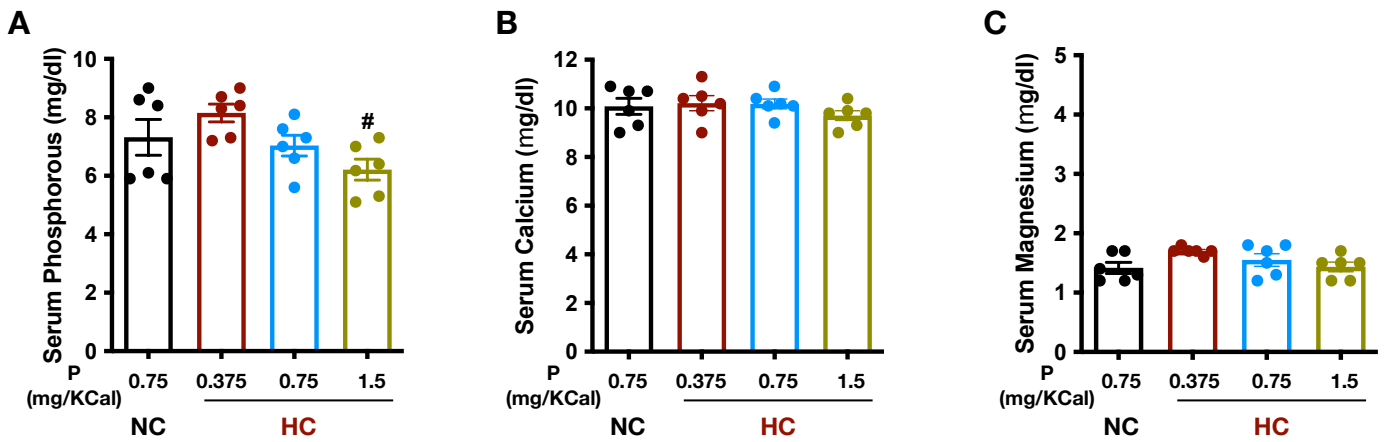 A
Serum Phosphorous (mg/dl)
10
8
6
4
2
0
#
P
(mg/KCal)
0.75
0.375
0.75
1.5
NC
HC
B
Serum Calcium (mg/dl)
12
10
8
6
4
2
0
P
(mg/KCal)
0.75
0.375
0.75
1.5
NC
HC
C
Serum Magnesium (mg/dl)
5
4
3
2
1
0
P
(mg/KCal)
0.75
0.375
0.75
1.5
NC
HC